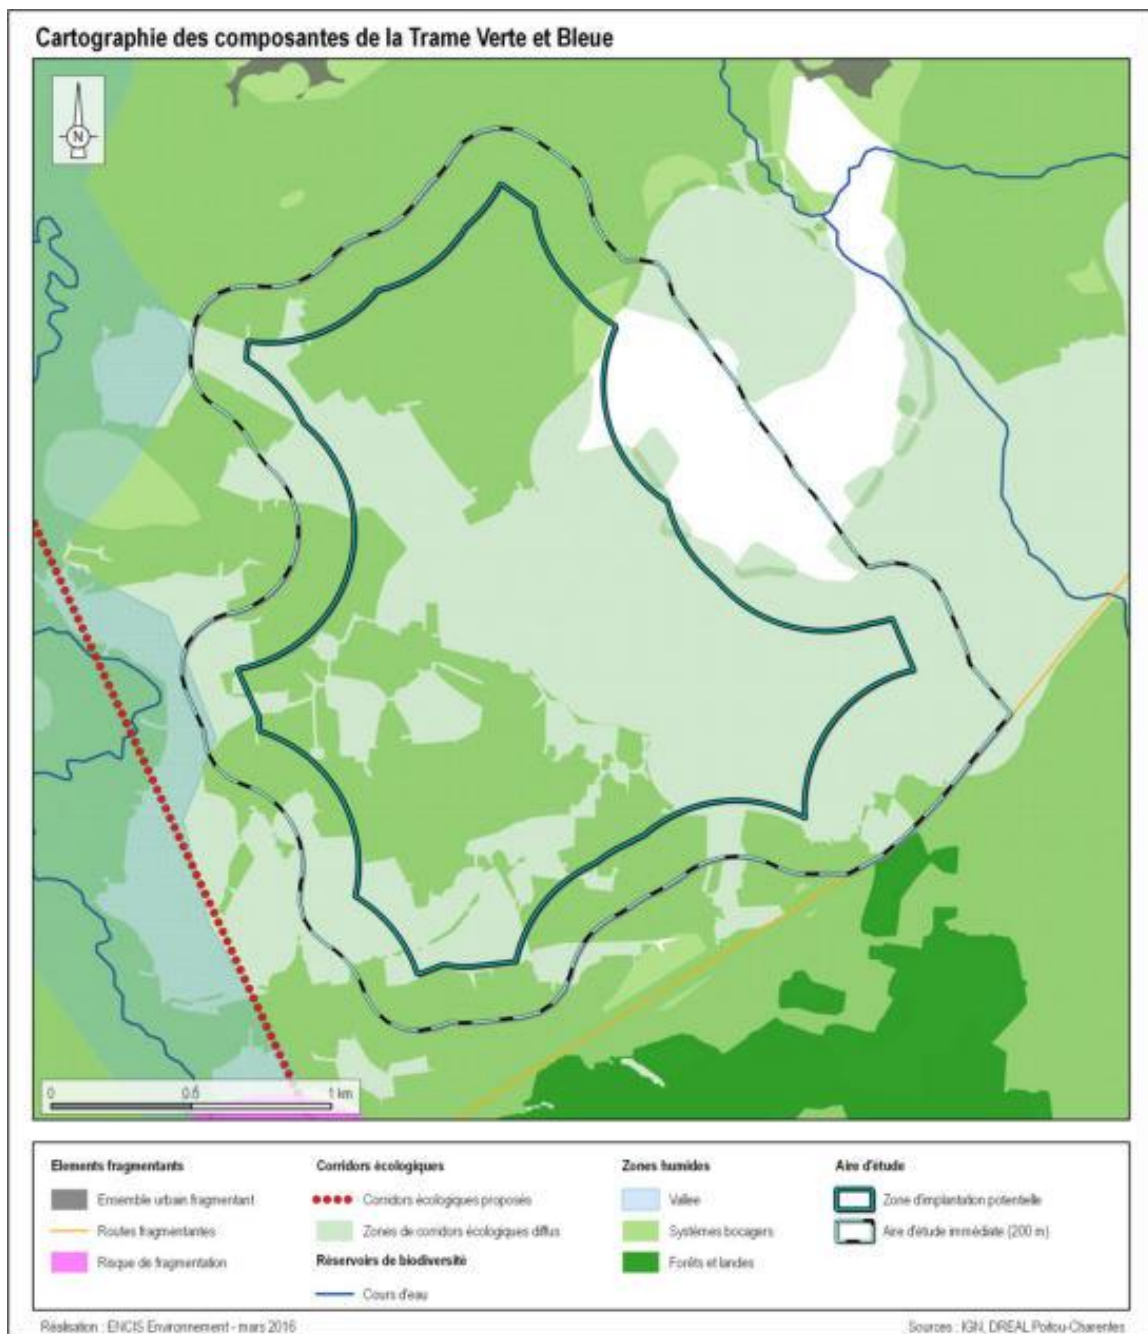 Cartographie des composantes de la Trame Verte et Bleue
N
0 0.5 1 km
Elements fragmentants
Ensemble urbain fragmentant
Routes fragmentantes
Risque de fragmentation
Corridors écologiques
Corridors écologiques proposés
Zones de corridors écologiques diffus
Réservoirs de biodiversité
Cours d'eau
Zones humides
Vallee
Systèmes bocagers
Forêts et landes
Aire d'étude
Zone d'implantation potentielle
Aire d'étude immédiate (200 m)
Réalisation : ENCIS Environnement - mars 2016
Sources : IGN, DREAL Poitou-Charentes